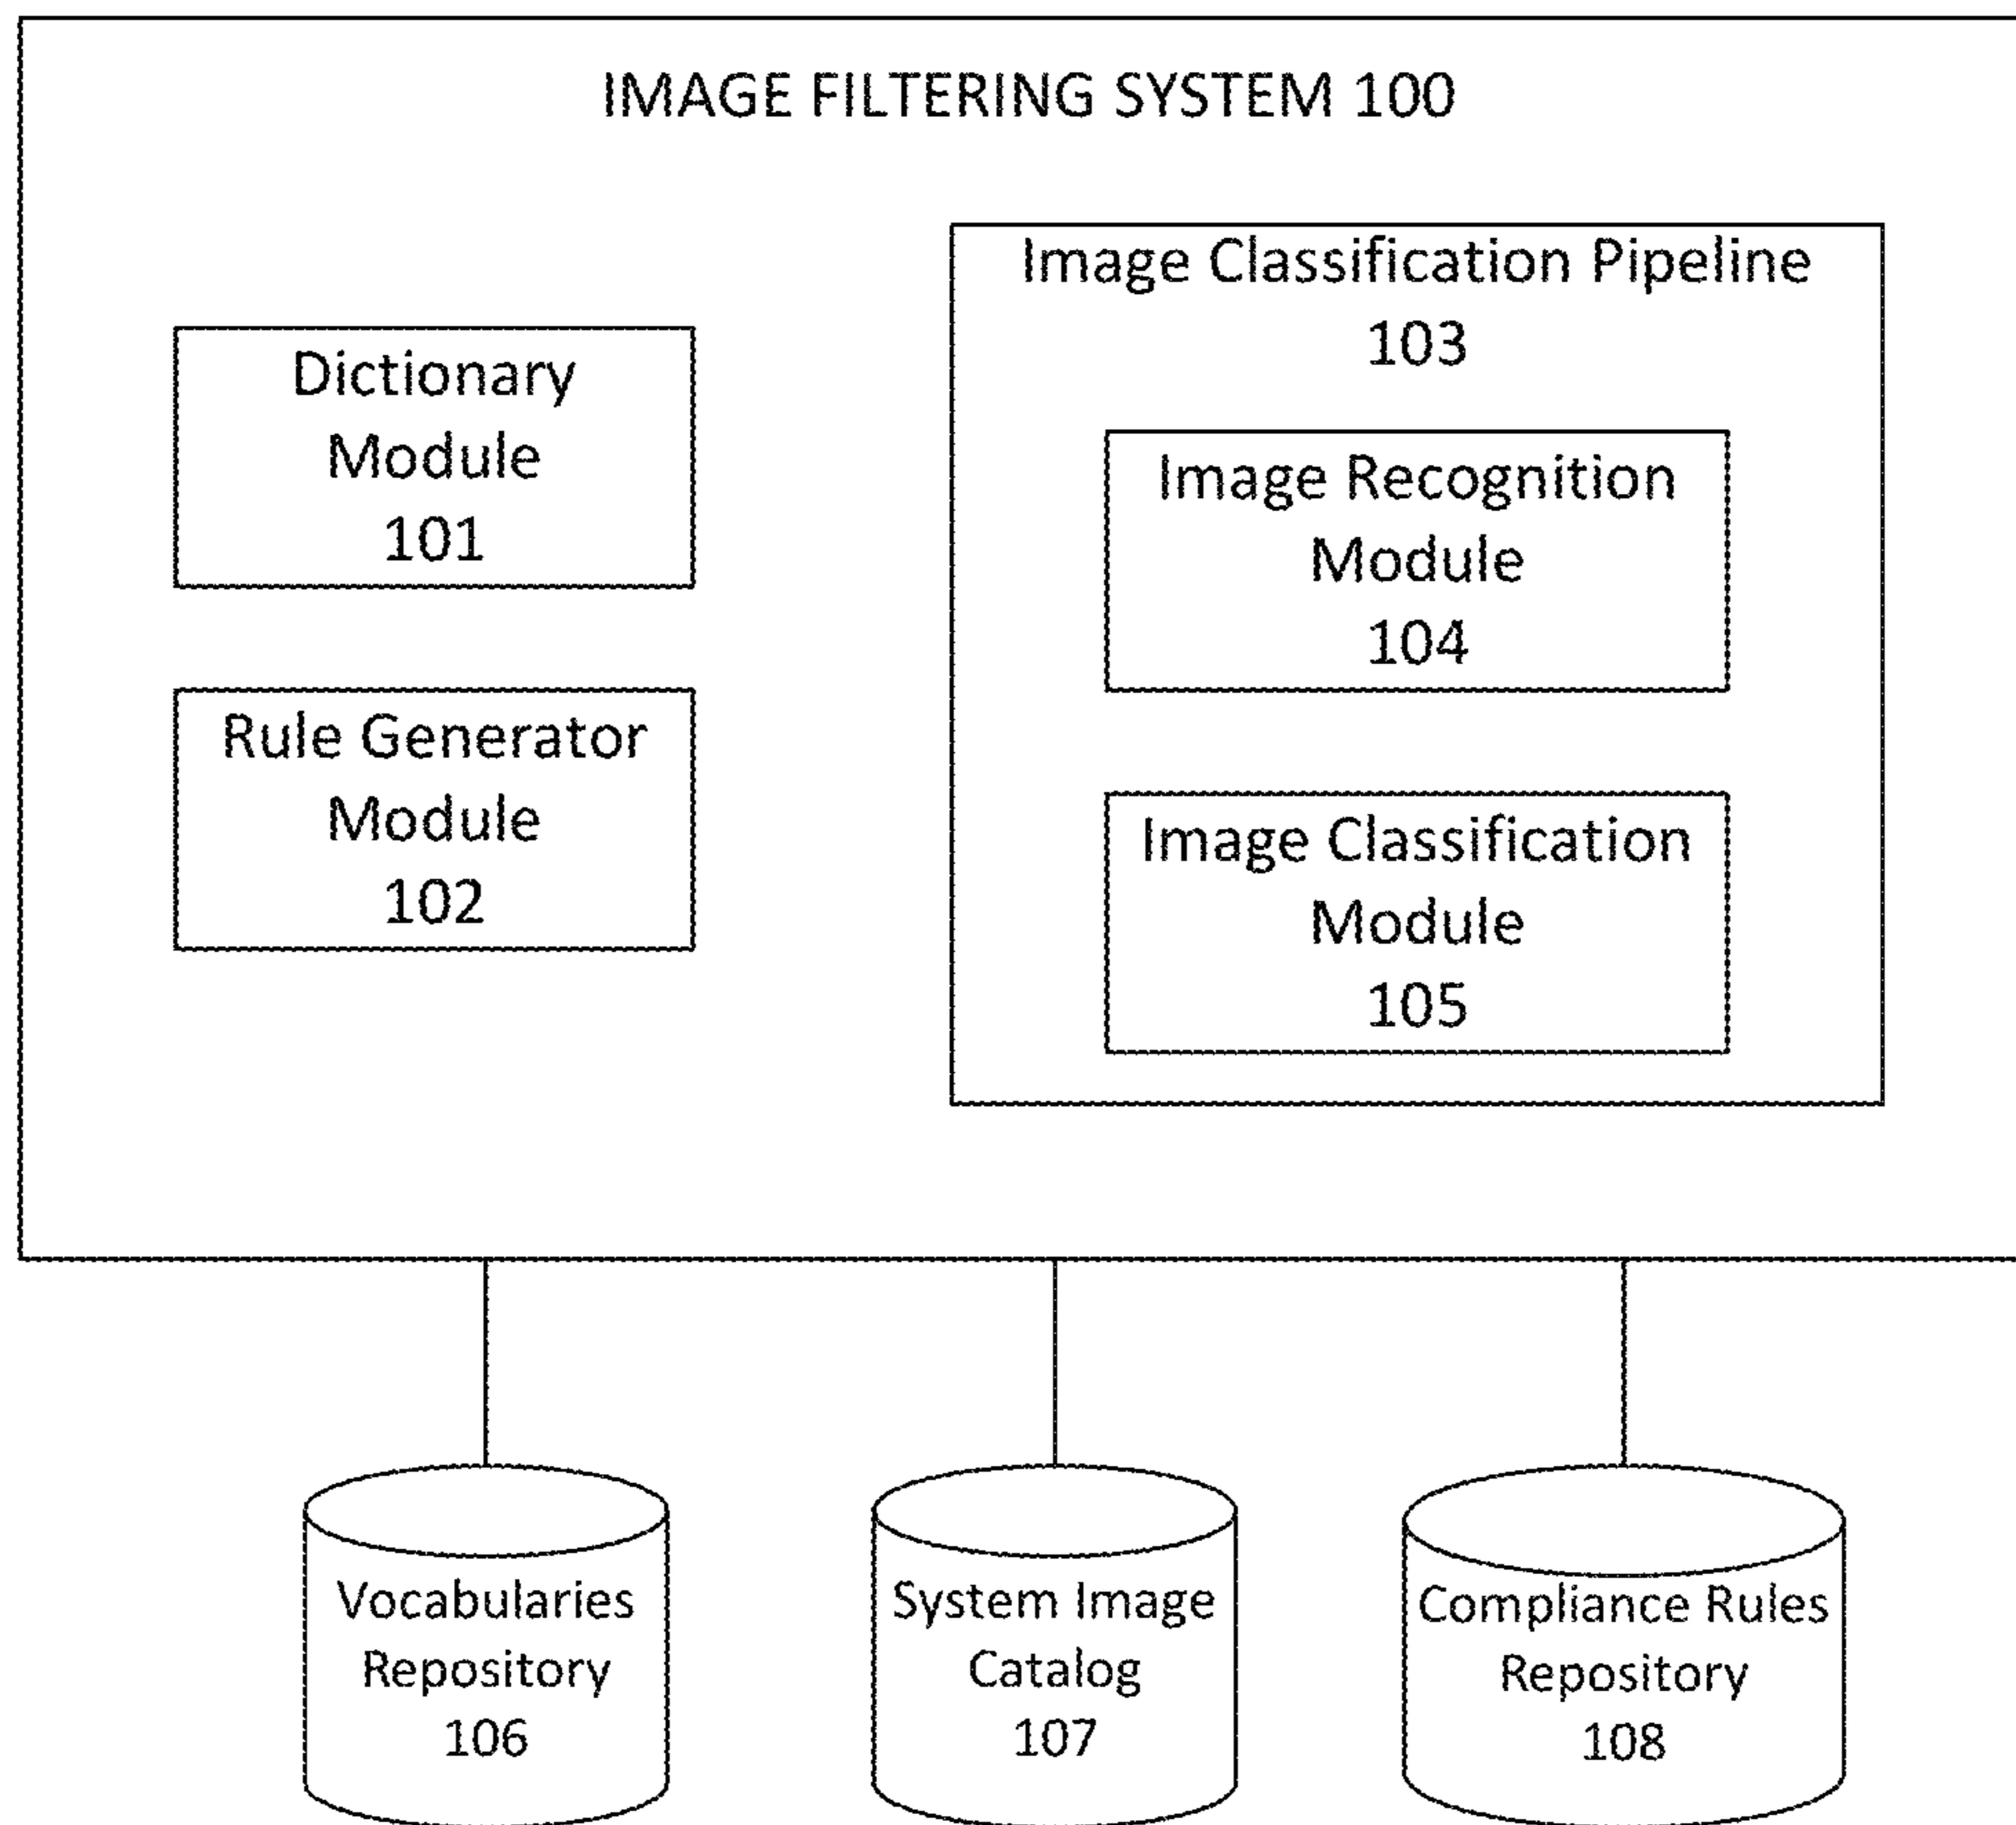 IMAGE FILTERING SYSTEM 100
Dictionary
Module
101
Rule Generator
Module
102
Image Classification Pipeline
103
Image Recognition
Module
104
Image Classification
Module
105
Vocabularies
Repository
106
System Image
Catalog
107
Compliance Rules
Repository
108